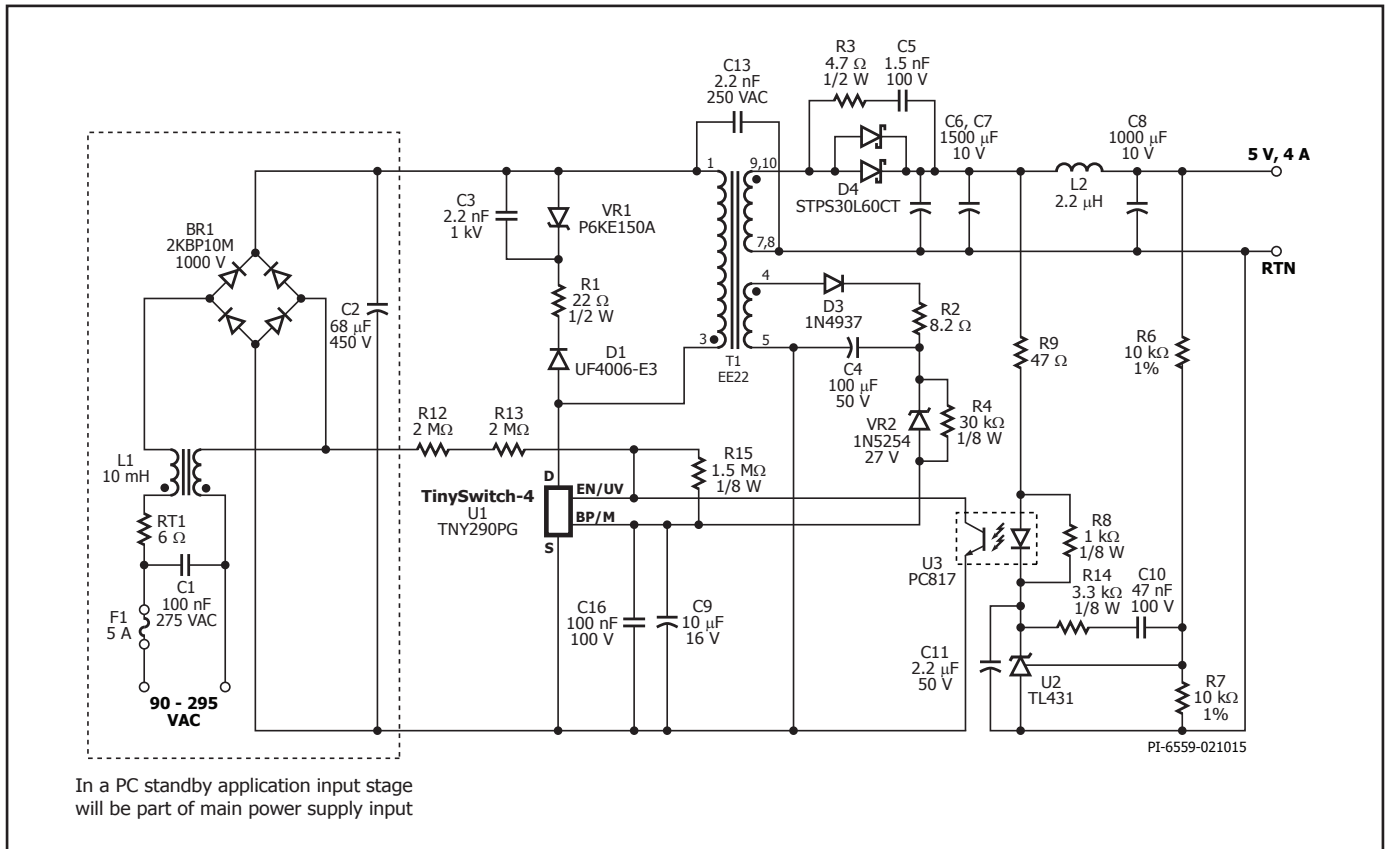 C13
2.2 nF
250 VAC
R3
4.7 Ω
1/2 W
C5
1.5 nF
100 V
C6, C7
1500 µF
10 V
C8
1000 µF
10 V
5 V, 4 A
1
9,10
D4
STPS30L60CT
L2
2.2 µH
C3
2.2 nF
1 kV
VR1
P6KE150A
BR1
2KBP10M
1000 V
7,8
RTN
C2
68 µF
450 V
R1
22 Ω
1/2 W
4
D3
1N4937
R2
8.2 Ω
3
5
T1
EE22
D1
UF4006-E3
C4
100 µF
50 V
R9
47 Ω
R6
10 kΩ
1%
VR2
1N5254
27 V
R4
30 kΩ
1/8 W
R12
2 MΩ
R13
2 MΩ
L1
10 mH
R15
1.5 MΩ
1/8 W
D
EN/UV
BP/M
S
TinySwitch-4
U1
TNY290PG
RT1
6 Ω
U3
PC817
R8
1 kΩ
1/8 W
R14
3.3 kΩ
1/8 W
C10
47 nF
100 V
C1
100 nF
275 VAC
F1
5 A
C16
100 nF
100 V
C9
10 µF
16 V
C11
2.2 µF
50 V
U2
TL431
R7
10 kΩ
1%
90 - 295
VAC
PI-6559-021015
In a PC standby application input stage
will be part of main power supply input